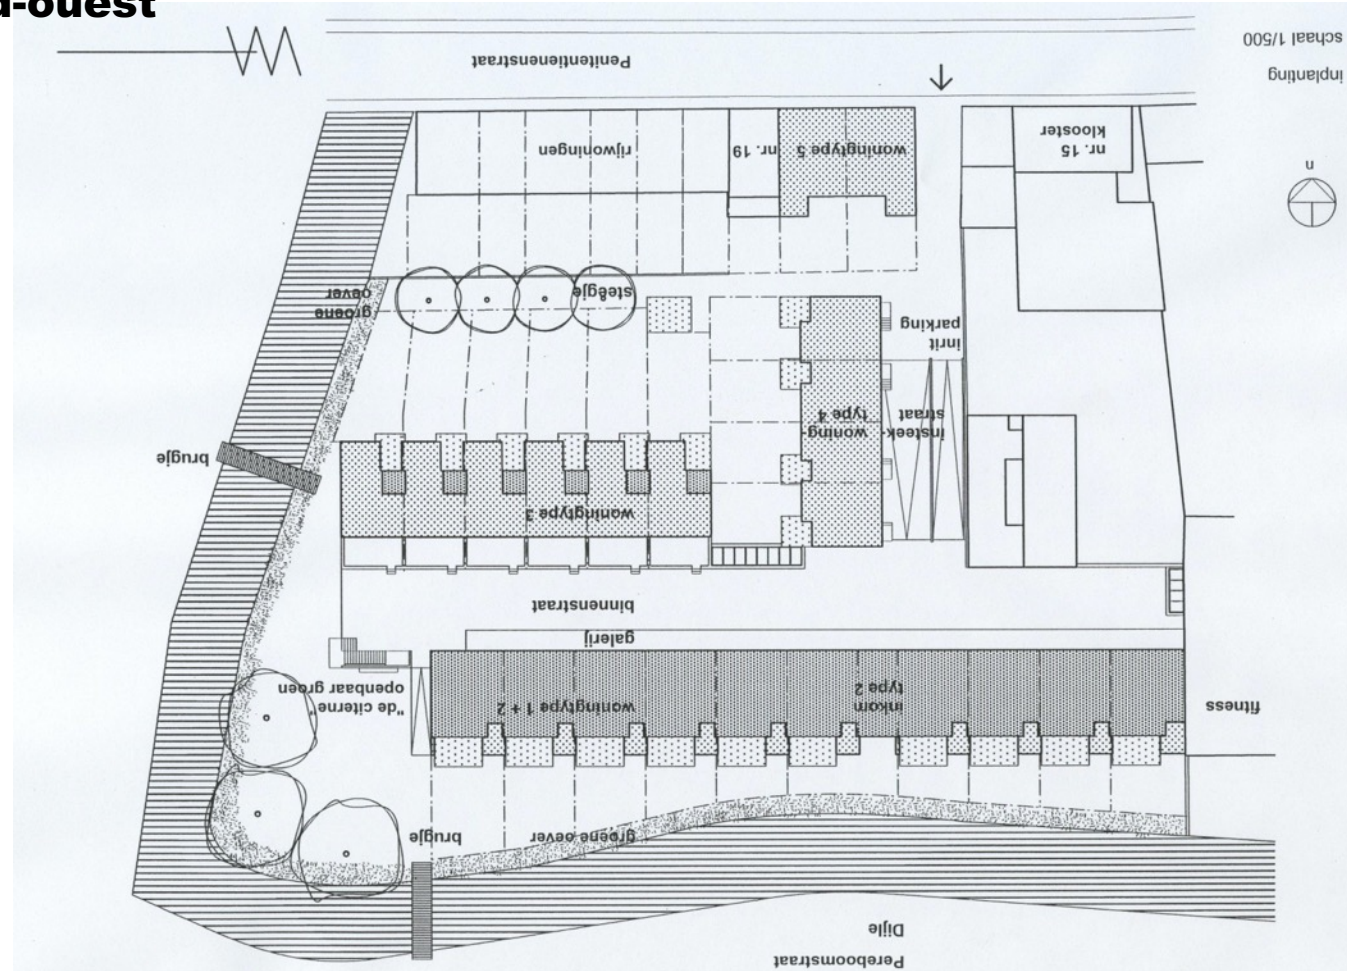 d-ouest
Penitentienenstraat
schaal 1/500
inplanting
rijwoningen
nr. 19
woningtype 5
nr. 15
klooster
n
groene
oever
steegje
inrit
parking
woning-
type 4
insteek-
straat
brugje
woningtype 3
binnenstraat
galerij
"de citerne"
openbaar groen
woningtype 1 + 2
inkom
type 2
fitness
brugje
groene oever
Dijle
Pereboomstraat